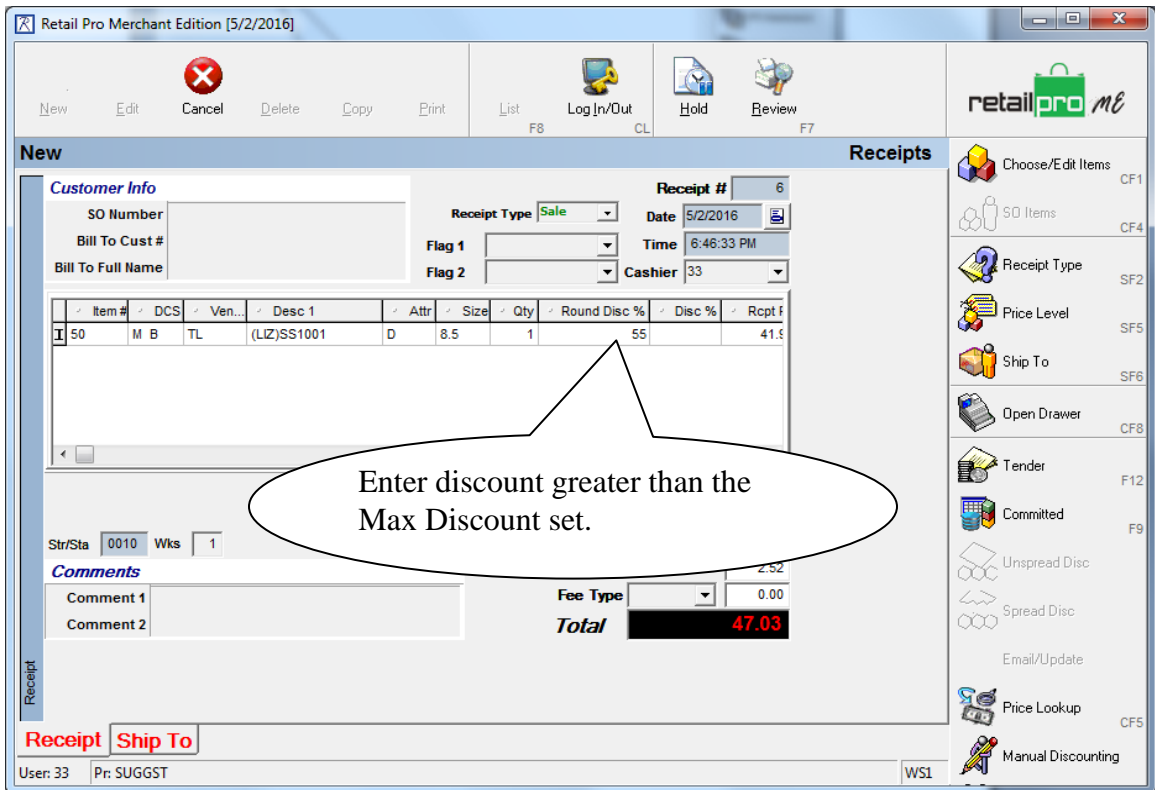 Retail Pro Merchant Edition [5/2/2016]
New Edit Cancel Delete Copy Print List Log In/Out Hold Review
F8 CL F7
retail pro ME
New Receipts
Customer Info
SO Number
Bill To Cust #
Bill To Full Name
Receipt # 6
Receipt Type Sale Date 5/2/2016
Flag 1 Time 6:46:33 PM
Flag 2 Cashier 33
Item # DCS Ven... Desc 1 Attr Size Qty Round Disc % Disc % Rcpt
I 50 M B TL (LIZ)SS1001 D 8.5 1 55 41.9
Enter discount greater than the
Max Discount set.
Str/Sta 0010 Wks 1
2.52
Comments
Comment 1
Comment 2
Fee Type 0.00
Total 47.03
Receipt
Receipt Ship To
User: 33 Pr: SUGGST WS1
Choose/Edit Items
CF1
SO Items
CF4
Receipt Type
SF2
Price Level
SF5
Ship To
SF6
Open Drawer
CF8
Tender
F12
Committed
F9
Unspread Disc
Spread Disc
Email/Update
Price Lookup
CF5
Manual Discounting